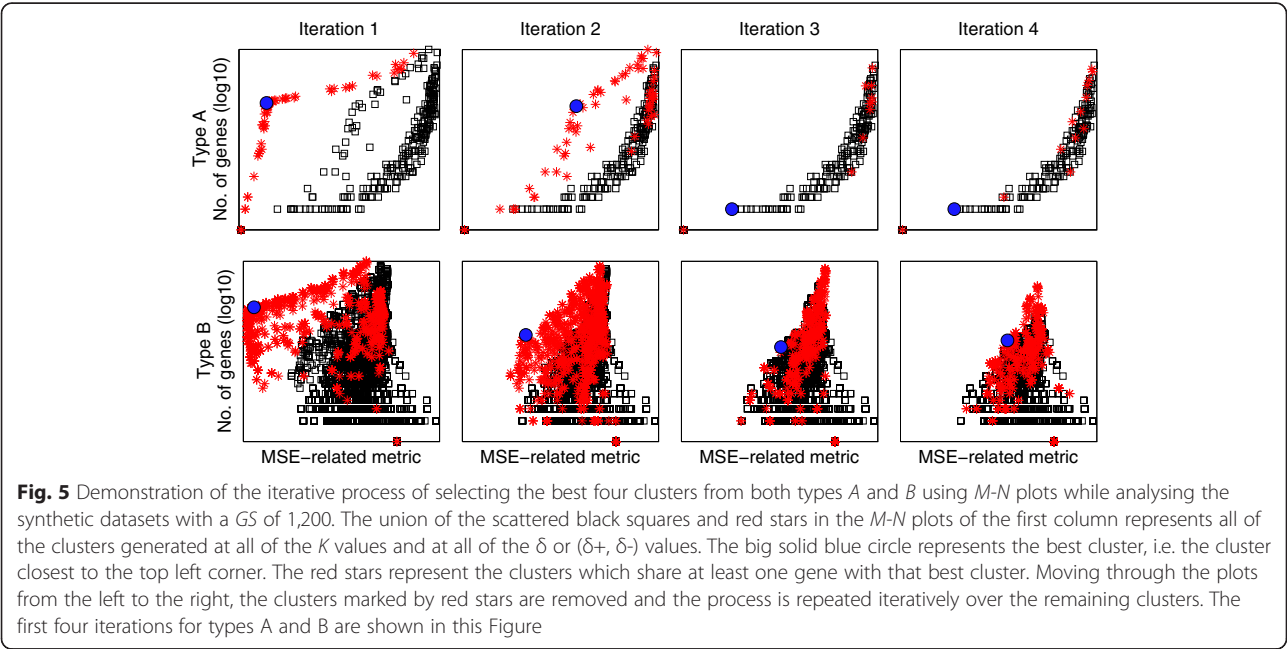 Iteration 1 Iteration 2 Iteration 3 Iteration 4
Type A
No. of genes (log10)
Type B
No. of genes (log10)
MSE−related metric MSE−related metric MSE−related metric MSE−related metric
Fig. 5 Demonstration of the iterative process of selecting the best four clusters from both types A and B using M-N plots while analysing the
synthetic datasets with a GS of 1,200. The union of the scattered black squares and red stars in the M-N plots of the first column represents all of
the clusters generated at all of the K values and at all of the δ or (δ+, δ-) values. The big solid blue circle represents the best cluster, i.e. the cluster
closest to the top left corner. The red stars represent the clusters which share at least one gene with that best cluster. Moving through the plots
from the left to the right, the clusters marked by red stars are removed and the process is repeated iteratively over the remaining clusters. The
first four iterations for types A and B are shown in this Figure